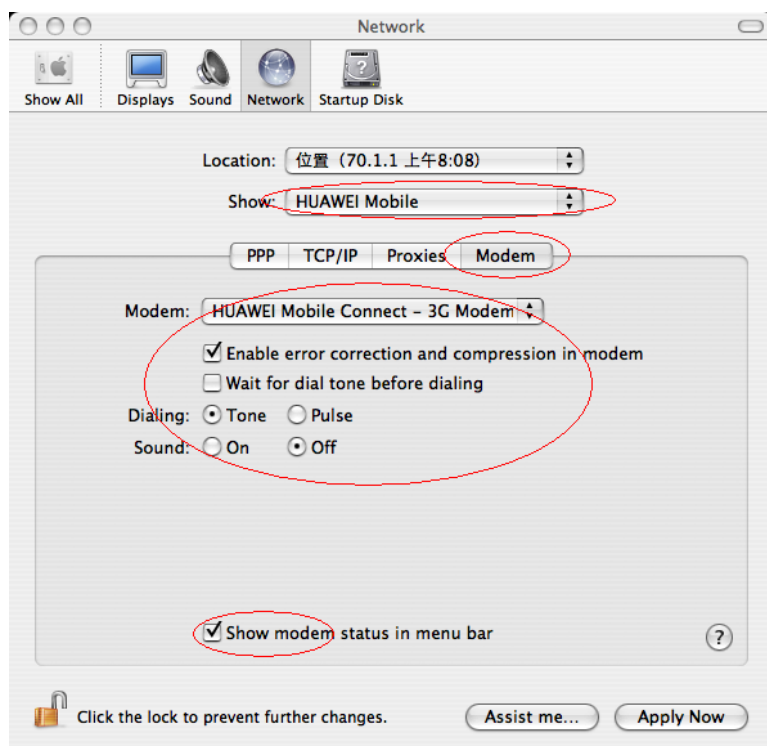 Network
Show All Displays Sound Network Startup Disk
Location: 位置 (70.1.1 上午8:08)
Show: HUAWEI Mobile
PPP TCP/IP Proxies Modem
Modem: HUAWEI Mobile Connect – 3G Modem
Enable error correction and compression in modem
Wait for dial tone before dialing
Dialing: Tone Pulse
Sound: On Off
Show modem status in menu bar
?
Click the lock to prevent further changes. Assist me... Apply Now